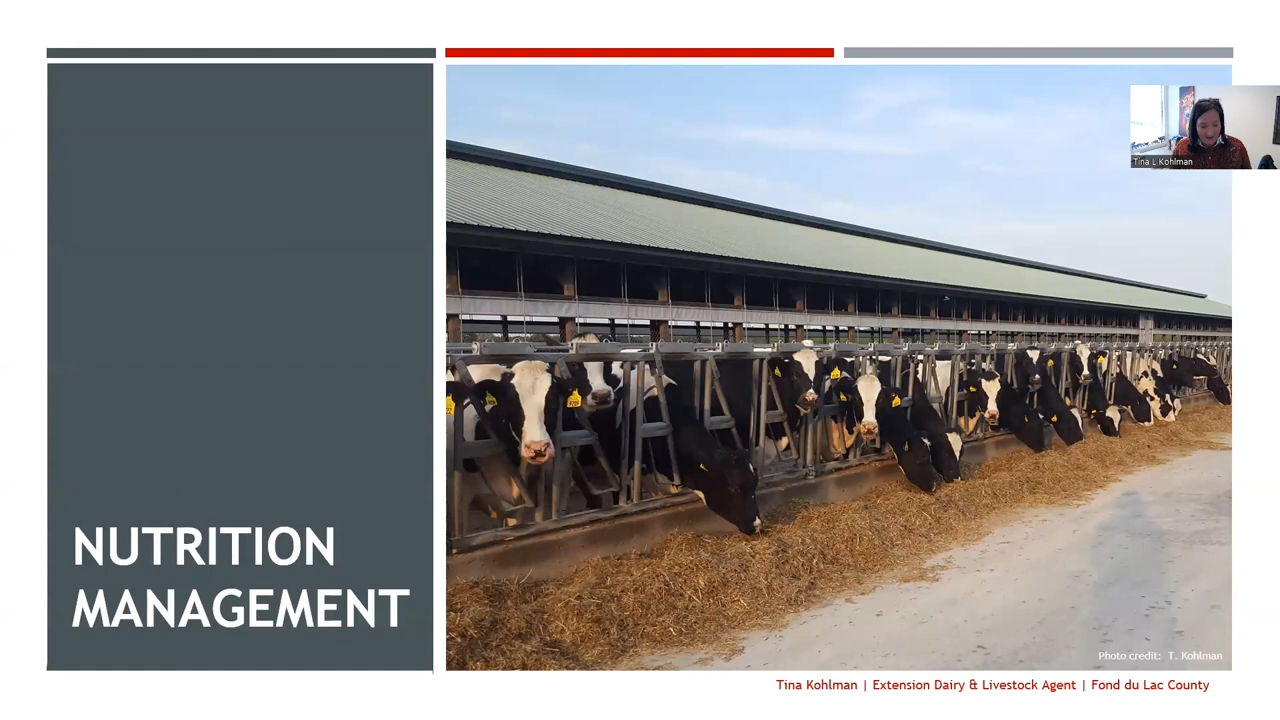 NUTRITION
MANAGEMENT
Tina L Kohlman
Photo credit: T. Kohlman
Tina Kohlman | Extension Dairy & Livestock Agent | Fond du Lac County